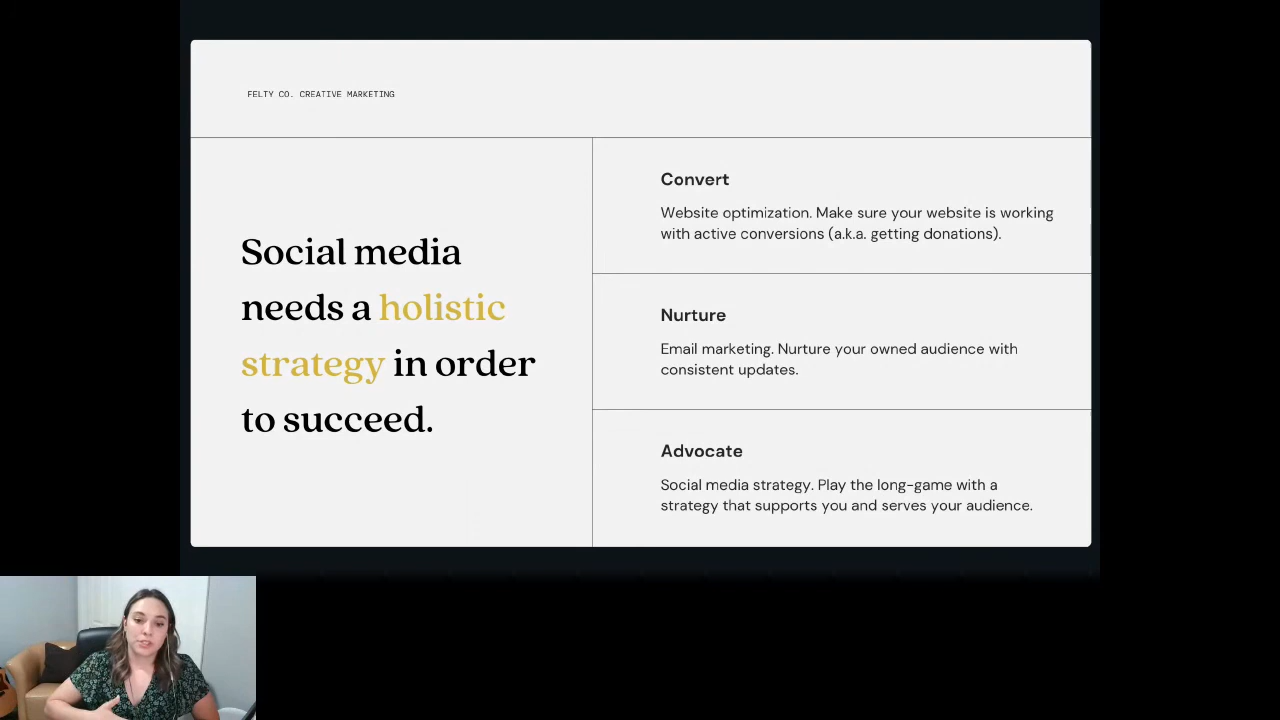 FELTY CO. CREATIVE MARKETING
Social media
needs a holistic
strategy in order
to succeed.
Convert
Website optimization. Make sure your website is working
with active conversions (a.k.a. getting donations).
Nurture
Email marketing. Nurture your owned audience with
consistent updates.
Advocate
Social media strategy. Play the long-game with a
strategy that supports you and serves your audience.